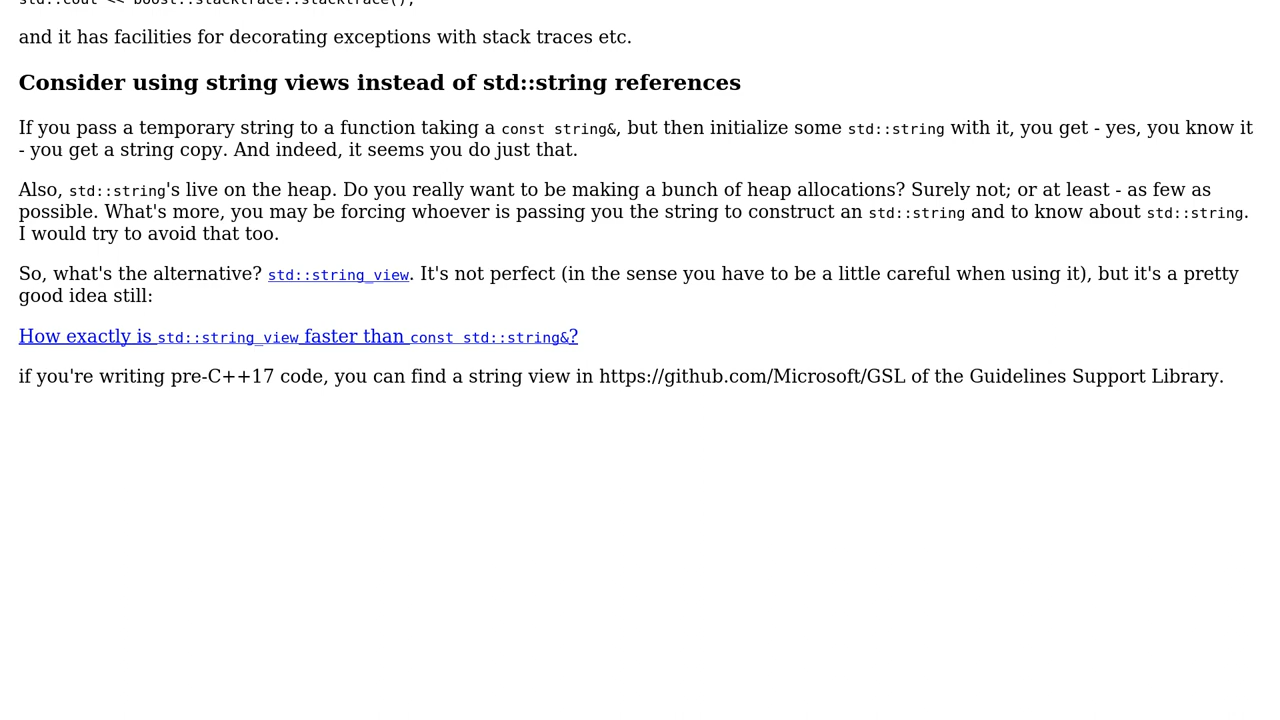 std::cout << boost::stacktrace::stacktrace();
and it has facilities for decorating exceptions with stack traces etc.
Consider using string views instead of std::string references
If you pass a temporary string to a function taking a const string&, but then initialize some std::string with it, you get - yes, you know it
- you get a string copy. And indeed, it seems you do just that.
Also, std::string's live on the heap. Do you really want to be making a bunch of heap allocations? Surely not; or at least - as few as
possible. What's more, you may be forcing whoever is passing you the string to construct an std::string and to know about std::string.
I would try to avoid that too.
So, what's the alternative? std::string_view. It's not perfect (in the sense you have to be a little careful when using it), but it's a pretty
good idea still:
How exactly is std::string_view faster than const std::string&?
if you're writing pre-C++17 code, you can find a string view in https://github.com/Microsoft/GSL of the Guidelines Support Library.